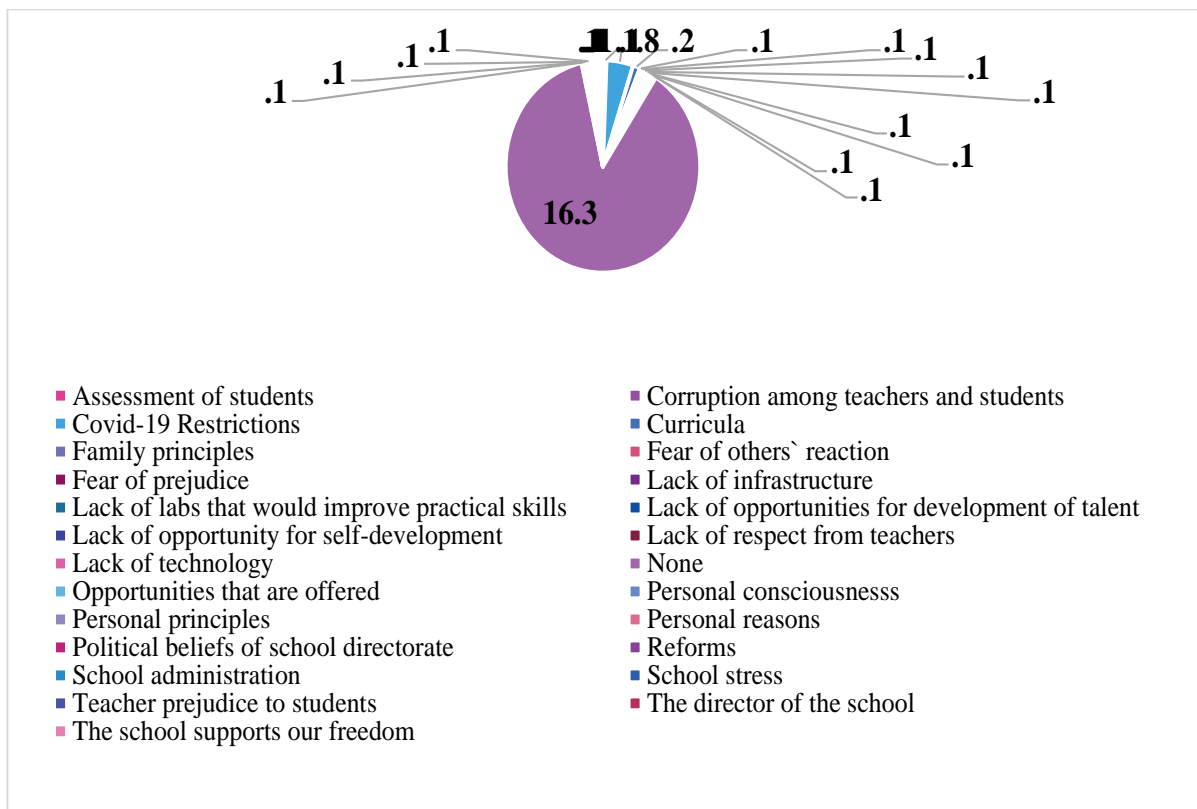 .1 .8 .2 .1 .1
.1 .1
.1 .1
.1 .1
.1
.1
.1
.1
16.3
Assessment of students
Corruption among teachers and students
Covid-19 Restrictions
Curricula
Family principles
Fear of others` reaction
Fear of prejudice
Lack of infrastructure
Lack of labs that would improve practical skills
Lack of opportunities for development of talent
Lack of opportunity for self-development
Lack of respect from teachers
Lack of technology
None
Opportunities that are offered
Personal consciousnesss
Personal principles
Personal reasons
Political beliefs of school directorate
Reforms
School administration
School stress
Teacher prejudice to students
The director of the school
The school supports our freedom